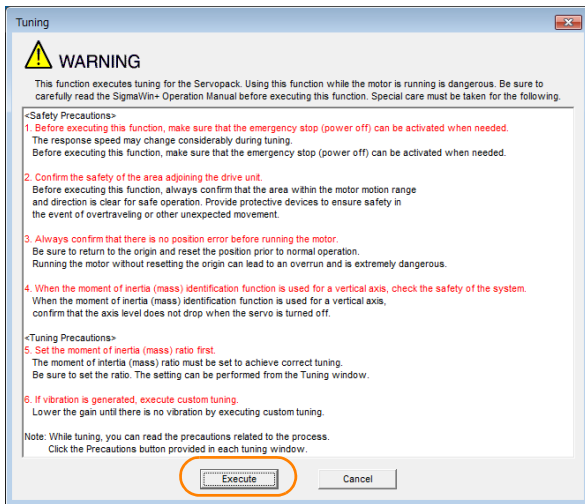 Tuning
WARNING
This function executes tuning for the Servopack. Using this function while the motor is running is dangerous. Be sure to
carefully read the SigmaWin+ Operation Manual before executing this function. Special care must be taken for the following.
<Safety Precautions>
1. Before executing this function, make sure that the emergency stop (power off) can be activated when needed.
The response speed may change considerably during tuning.
Before executing this function, make sure that the emergency stop (power off) can be activated when needed.
2. Confirm the safety of the area adjoining the drive unit.
Before executing this function, always confirm that the area within the motor motion range
and direction is clear for safe operation. Provide protective devices to ensure safety in
the event of overtraveling or other unexpected movement.
3. Always confirm that there is no position error before running the motor.
Be sure to return to the origin and reset the position prior to normal operation.
Running the motor without resetting the origin can lead to an overrun and is extremely dangerous.
4. When the moment of inertia (mass) identification function is used for a vertical axis, check the safety of the system.
When the moment of inertia (mass) identification function is used for a vertical axis,
confirm that the axis level does not drop when the servo is turned off.
<Tuning Precautions>
5. Set the moment of inertia (mass) ratio first.
The moment of intertia (mass) ratio must be set to achieve correct tuning.
Be sure to set the ratio. The setting can be performed from the Tuning window.
6. If vibration is generated, execute custom tuning.
Lower the gain until there is no vibration by executing custom tuning.
Note: While tuning, you can read the precautions related to the process.
Click the Precautions button provided in each tuning window.
Execute Cancel